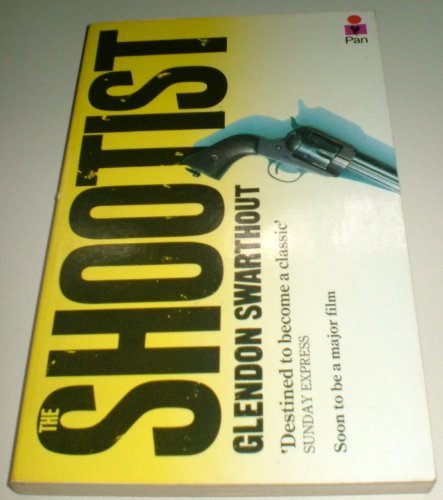 THE
SHOOTIST
GLENDON SWARTHOUT
'Destined to become a classic'
SUNDAY EXPRESS
Soon to be a major film
Pan